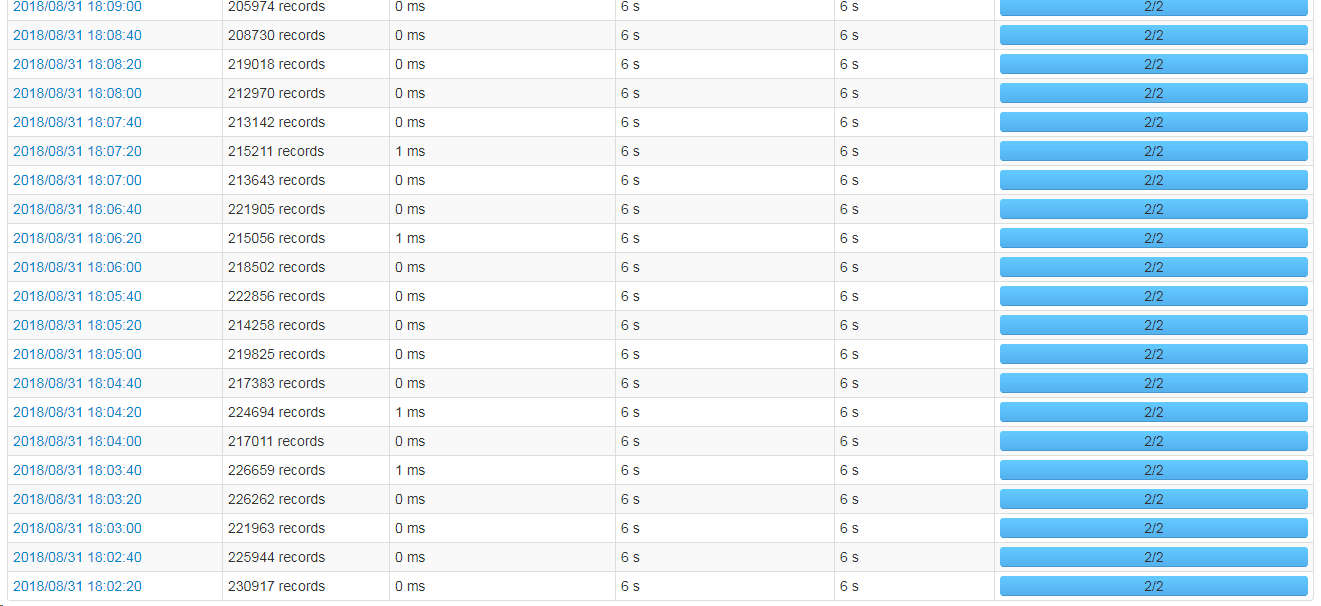 2018/08/31 18:09:00 205974 records 0 ms 6 s 6 s 2/2
2018/08/31 18:08:40 208730 records 0 ms 6 s 6 s 2/2
2018/08/31 18:08:20 219018 records 0 ms 6 s 6 s 2/2
2018/08/31 18:08:00 212970 records 0 ms 6 s 6 s 2/2
2018/08/31 18:07:40 213142 records 0 ms 6 s 6 s 2/2
2018/08/31 18:07:20 215211 records 1 ms 6 s 6 s 2/2
2018/08/31 18:07:00 213643 records 0 ms 6 s 6 s 2/2
2018/08/31 18:06:40 221905 records 0 ms 6 s 6 s 2/2
2018/08/31 18:06:20 215056 records 1 ms 6 s 6 s 2/2
2018/08/31 18:06:00 218502 records 0 ms 6 s 6 s 2/2
2018/08/31 18:05:40 222856 records 0 ms 6 s 6 s 2/2
2018/08/31 18:05:20 214258 records 0 ms 6 s 6 s 2/2
2018/08/31 18:05:00 219825 records 0 ms 6 s 6 s 2/2
2018/08/31 18:04:40 217383 records 0 ms 6 s 6 s 2/2
2018/08/31 18:04:20 224694 records 1 ms 6 s 6 s 2/2
2018/08/31 18:04:00 217011 records 0 ms 6 s 6 s 2/2
2018/08/31 18:03:40 226659 records 1 ms 6 s 6 s 2/2
2018/08/31 18:03:20 226262 records 0 ms 6 s 6 s 2/2
2018/08/31 18:03:00 221963 records 0 ms 6 s 6 s 2/2
2018/08/31 18:02:40 225944 records 0 ms 6 s 6 s 2/2
2018/08/31 18:02:20 230917 records 0 ms 6 s 6 s 2/2